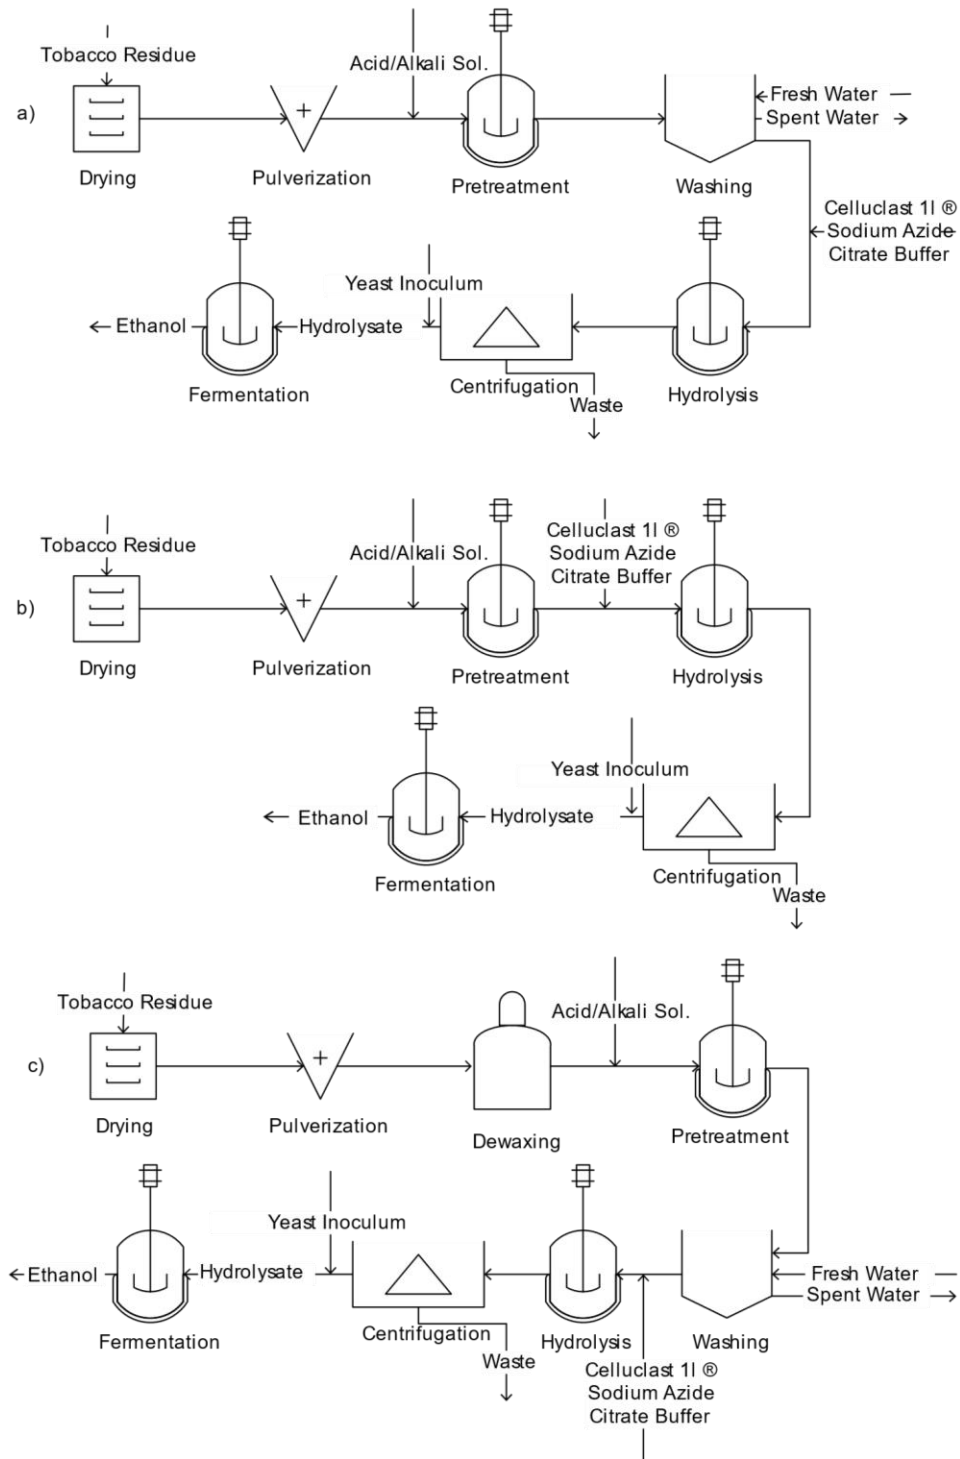 a)
Tobacco Residue
Drying
Pulverization
Acid/Alkali Sol.
Pretreatment
Fresh Water
Spent Water
Washing
Celluclast 1l ®
Sodium Azide
Citrate Buffer
Hydrolysis
Centrifugation
Waste
Yeast Inoculum
Hydrolysate
Fermentation
Ethanol
b)
Tobacco Residue
Drying
Pulverization
Acid/Alkali Sol.
Pretreatment
Celluclast 1l ®
Sodium Azide
Citrate Buffer
Hydrolysis
Centrifugation
Waste
Yeast Inoculum
Hydrolysate
Fermentation
Ethanol
c)
Tobacco Residue
Drying
Pulverization
Dewaxing
Acid/Alkali Sol.
Pretreatment
Fresh Water
Spent Water
Washing
Celluclast 1l ®
Sodium Azide
Citrate Buffer
Hydrolysis
Centrifugation
Waste
Yeast Inoculum
Hydrolysate
Fermentation
Ethanol